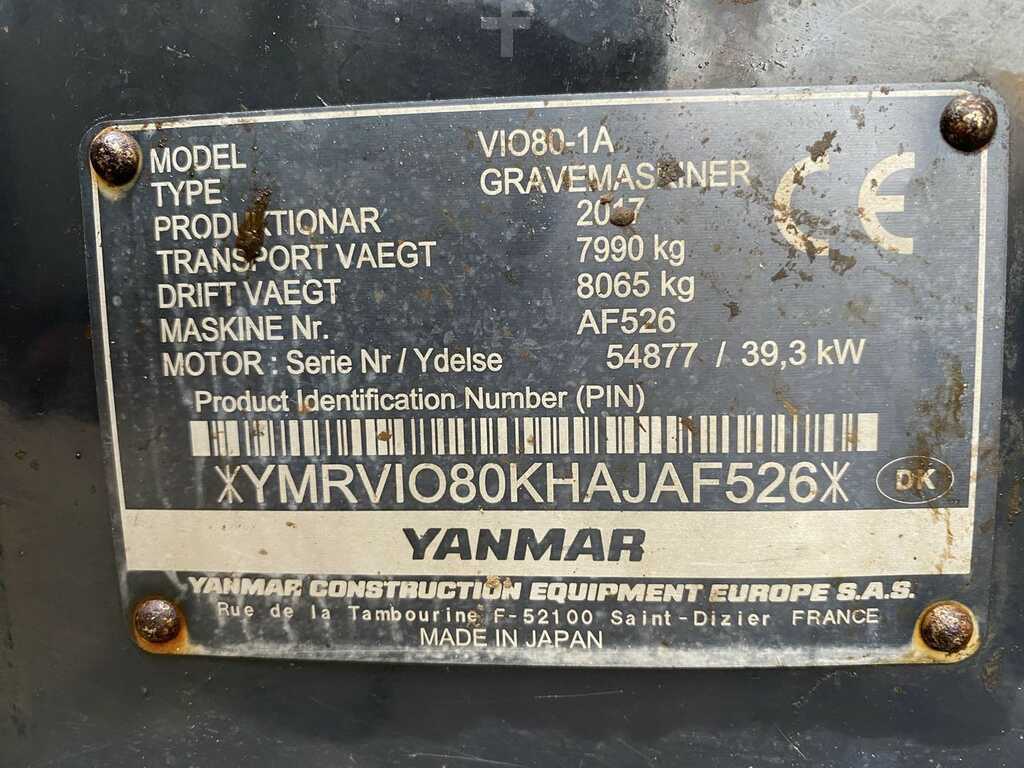 MODEL VIO80-1A
TYPE GRAVEMASKINER
PRODUKTIONAR 2017
TRANSPORT VAEGT 7990 kg
DRIFT VAEGT 8065 kg
MASKINE Nr. AF526
MOTOR : Serie Nr / Ydelse 54877 / 39,3 kW
CE
Product Identification Number (PIN)
*YMRVIO80KHAJAF526* DK
YANMAR
YANMAR CONSTRUCTION EQUIPMENT EUROPE S.A.S.
Rue de la Tambourine F-52100 Saint-Dizier FRANCE
MADE IN JAPAN